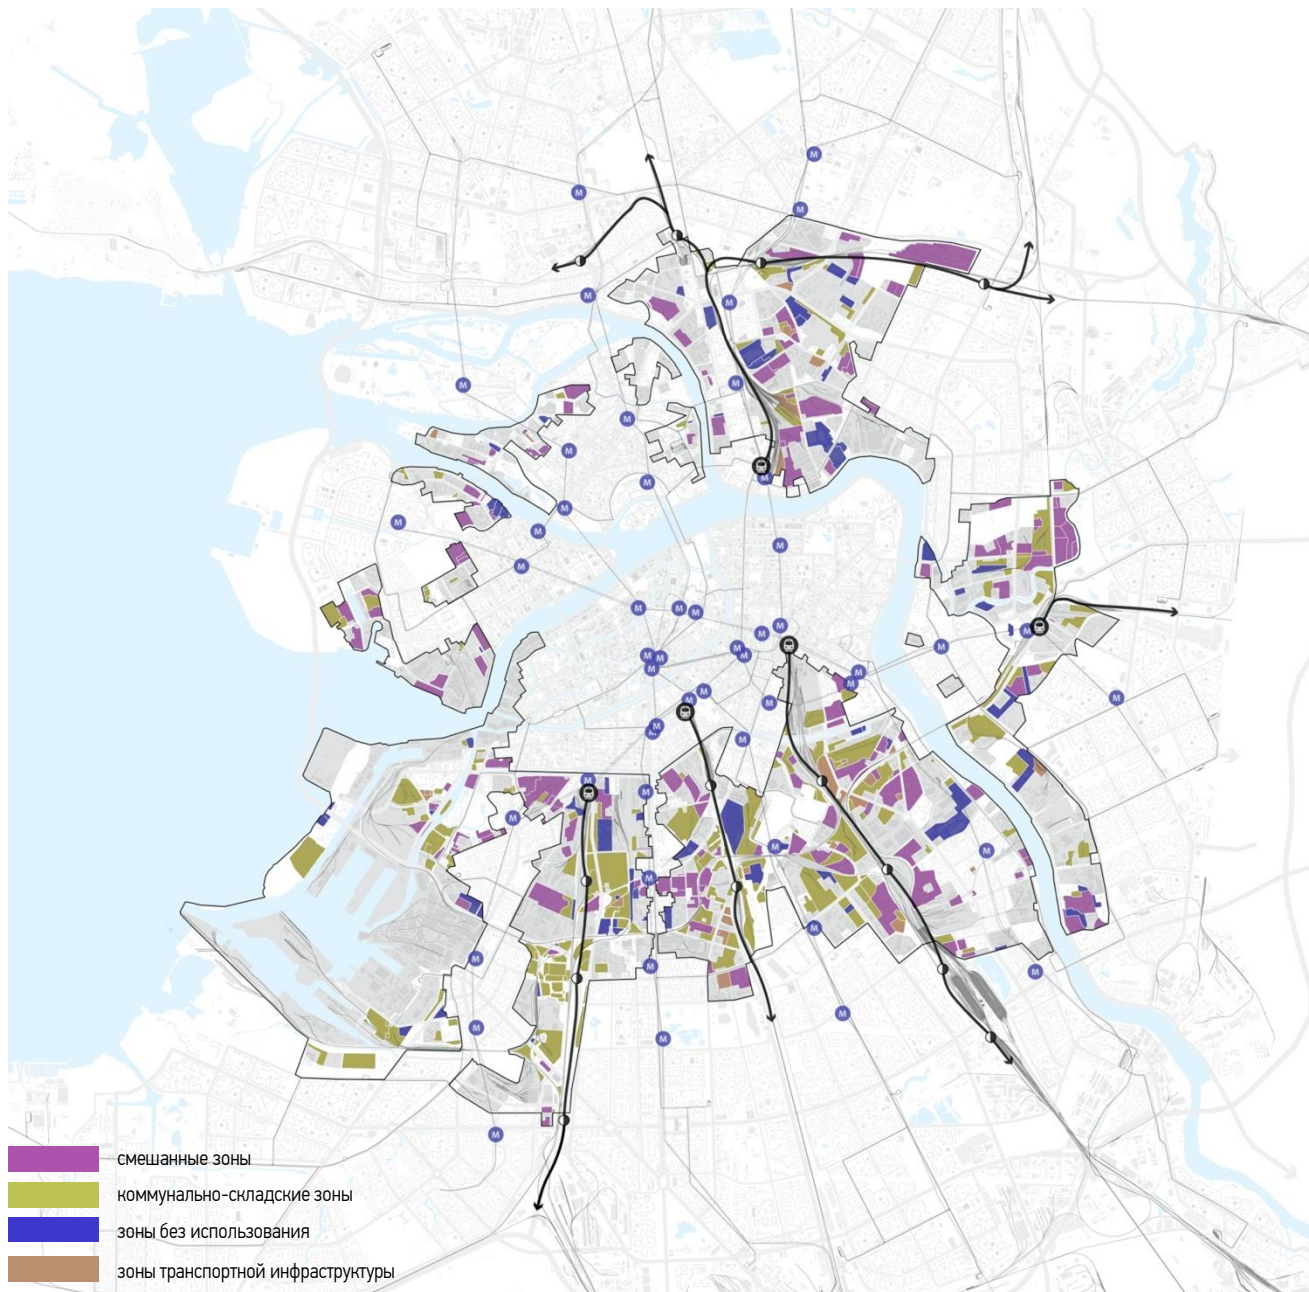 смешанные зоны
коммунально-складские зоны
зоны без использования
зоны транспортной инфраструктуры